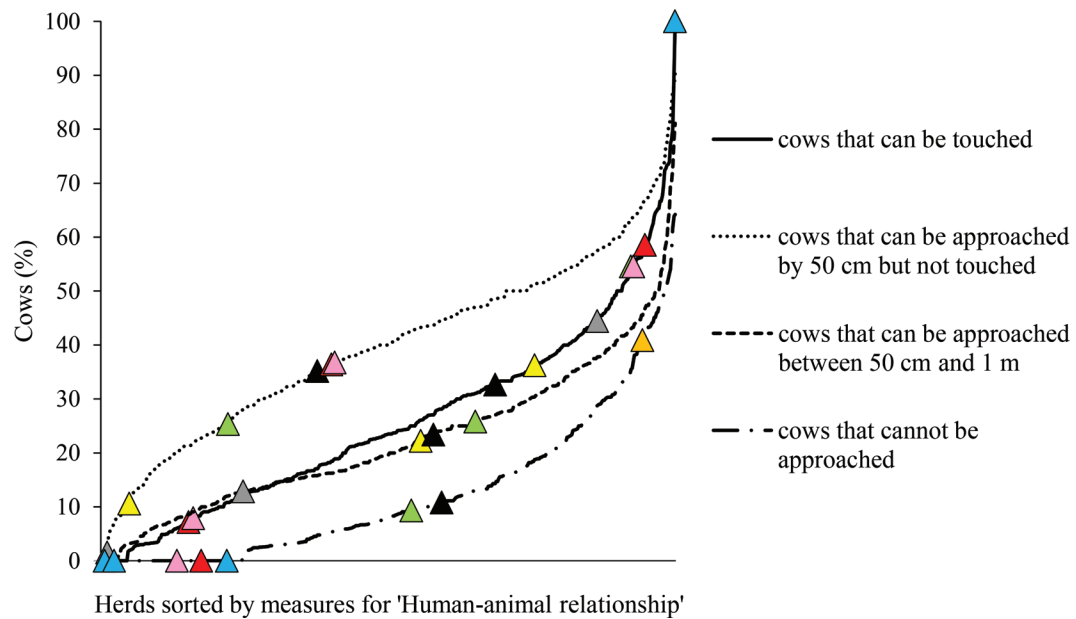 100
90
80
70
60
50
40
30
20
10
0
Cows (%)
Herds sorted by measures for 'Human-animal relationship'
cows that can be touched
cows that can be approached
by 50 cm but not touched
cows that can be approached
between 50 cm and 1 m
cows that cannot be
approached